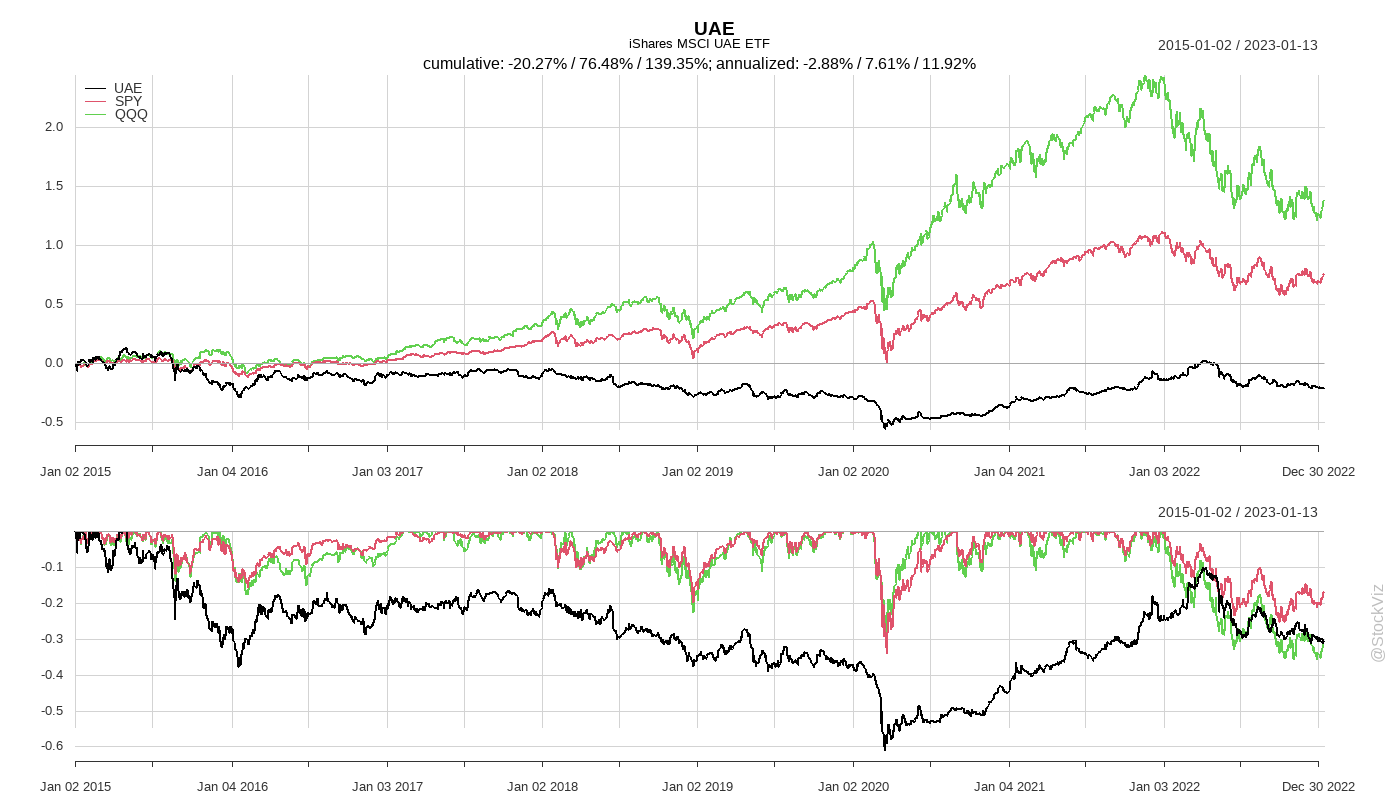 UAE
iShares MSCI UAE ETF
2015-01-02 / 2023-01-13
cumulative: -20.27% / 76.48% / 139.35%; annualized: -2.88% / 7.61% / 11.92%
UAE
SPY
QQQ
2.0
1.5
1.0
0.5
0.0
-0.5
Jan 02 2015 Jan 04 2016 Jan 03 2017 Jan 02 2018 Jan 02 2019 Jan 02 2020 Jan 04 2021 Jan 03 2022 Dec 30 2022
2015-01-02 / 2023-01-13
-0.1
-0.2
-0.3
-0.4
-0.5
-0.6
Jan 02 2015 Jan 04 2016 Jan 03 2017 Jan 02 2018 Jan 02 2019 Jan 02 2020 Jan 04 2021 Jan 03 2022 Dec 30 2022
@StockViz